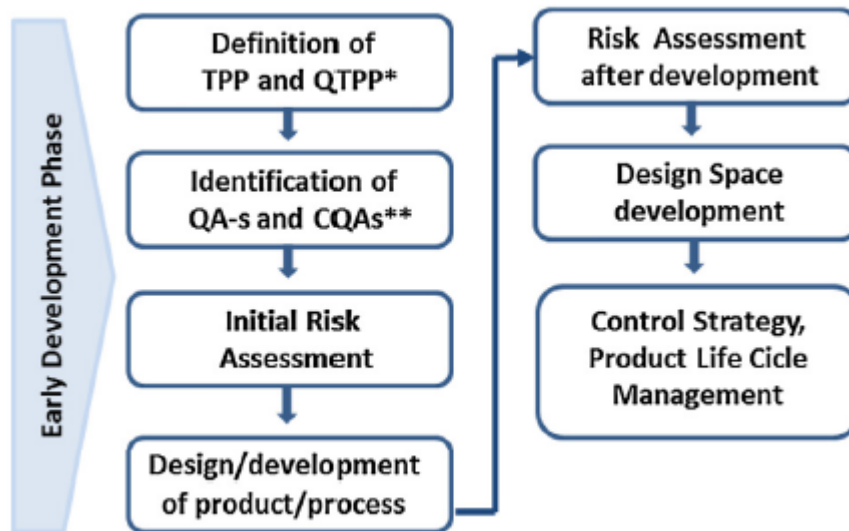 Early Development Phase
Definition of
TPP and QTPP*
Identification of
QA-s and CQAs**
Initial Risk
Assessment
Design/development
of product/process
Risk Assessment
after development
Design Space
development
Control Strategy,
Product Life Cicle
Management